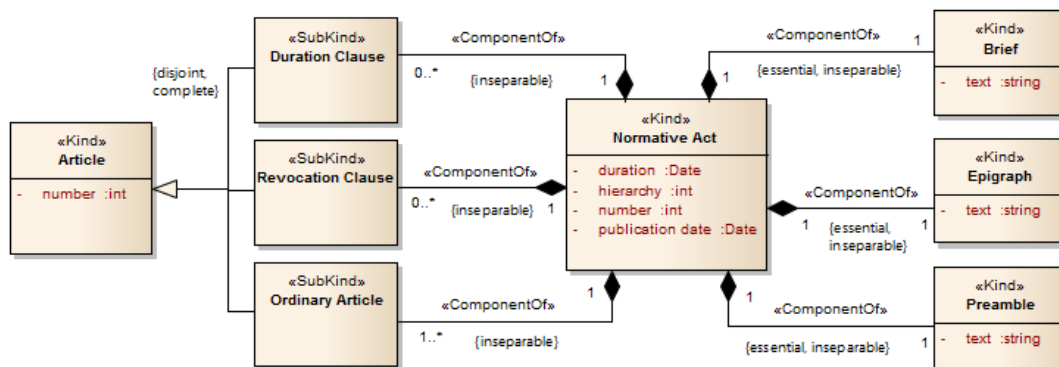 «SubKind»
Duration Clause
«ComponentOf»
0..*
{inseparable}
1
{disjoint,
complete}
«Kind»
Article
- number :int
«SubKind»
Revocation Clause
«ComponentOf»
0..*
{inseparable}
1
«SubKind»
Ordinary Article
«ComponentOf»
1..*
{inseparable}
1
«Kind»
Normative Act
- duration :Date
- hierarchy :int
- number :int
- publication date :Date
«ComponentOf»
1
{essential, inseparable}
1
«Kind»
Brief
- text :string
«ComponentOf»
1
{essential,
inseparable}
1
«Kind»
Epigraph
- text :string
«ComponentOf»
1
{essential, inseparable}
1
«Kind»
Preamble
- text :string